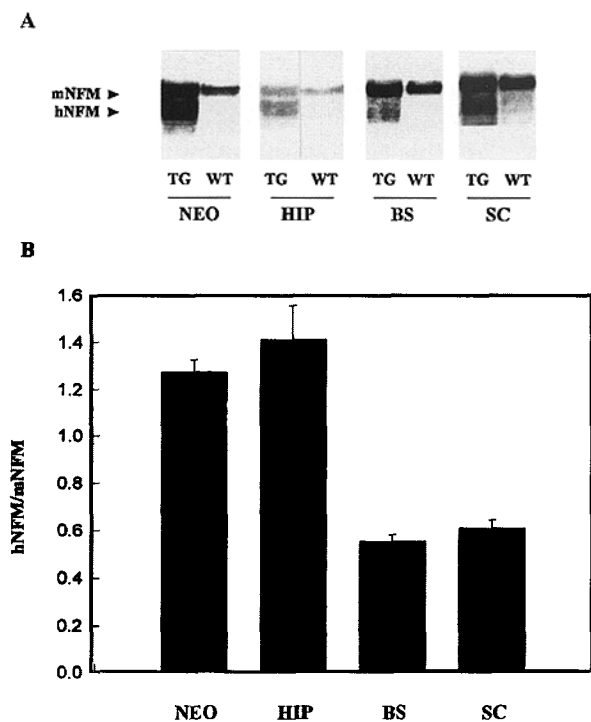 A
mNFM ➤
hNFM ➤
TG WT TG WT TG WT TG WT
NEO HIP BS SC
B
hNFM/mNFM
1.6
1.4
1.2
1.0
0.8
0.6
0.4
0.2
0.0
NEO HIP BS SC